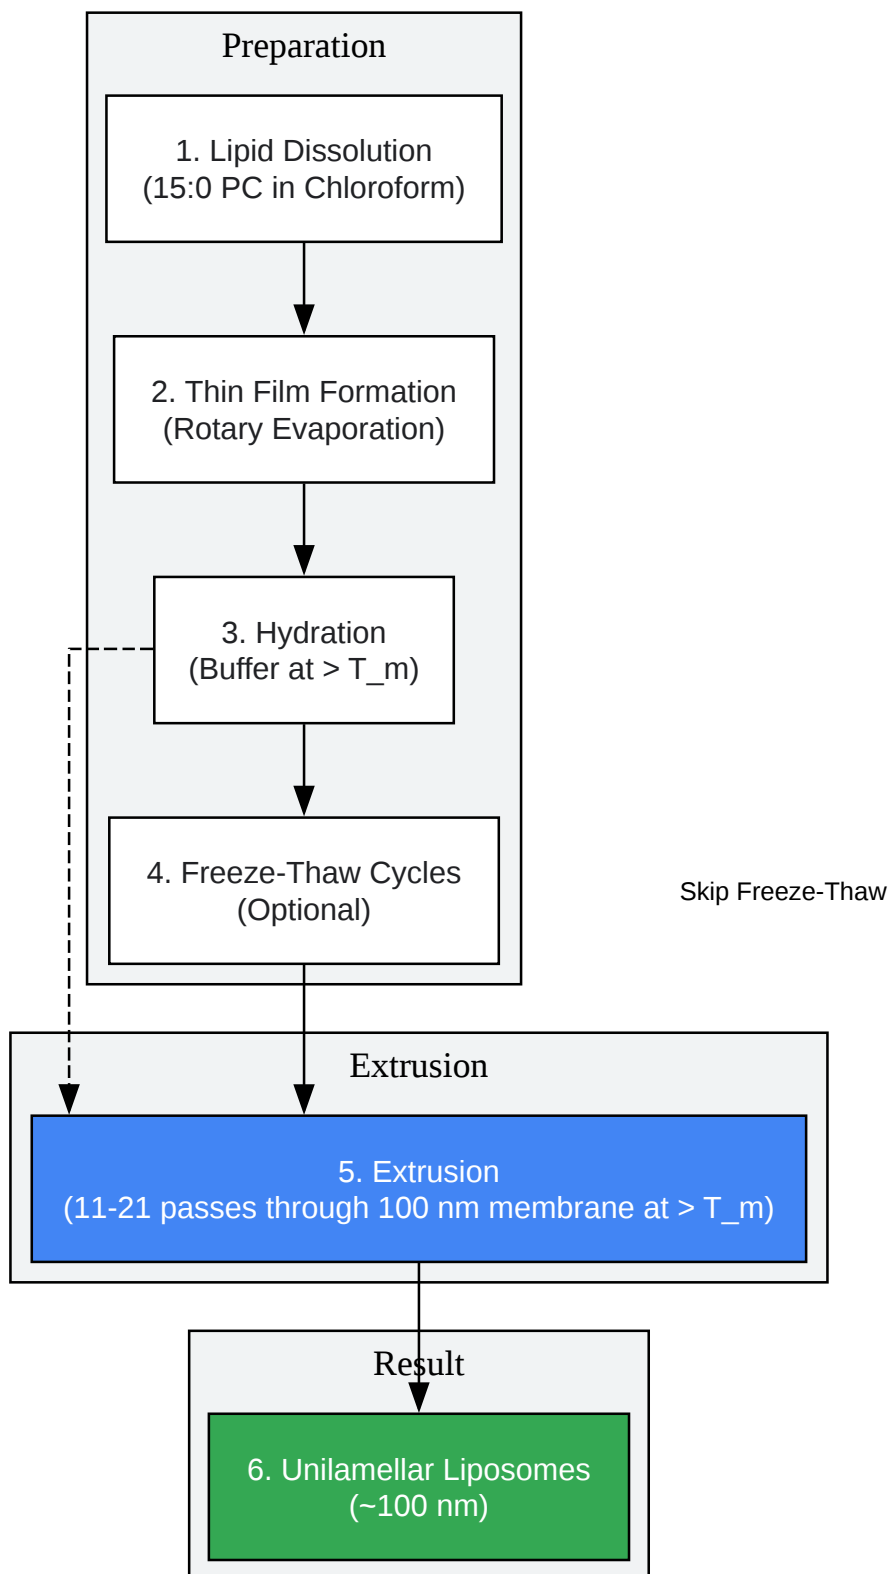 Preparation
1. Lipid Dissolution
(15:0 PC in Chloroform)
2. Thin Film Formation
(Rotary Evaporation)
3. Hydration
(Buffer at > T_m)
4. Freeze-Thaw Cycles
(Optional)
Skip Freeze-Thaw
Extrusion
5. Extrusion
(11-21 passes through 100 nm membrane at > T_m)
Result
6. Unilamellar Liposomes
(~100 nm)